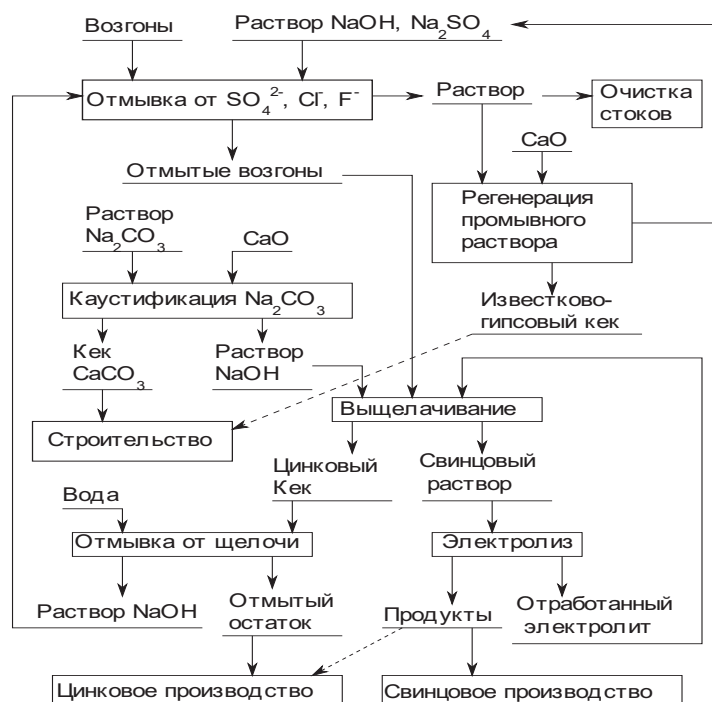 Возгоны
Раствор NaOH, Na₂SO₄
Отмывка от SO₄²⁻, Cl⁻, F⁻
Раствор
Очистка
стоков
Отмытые возгоны
CaO
Регенерация
промывного
раствора
Раствор
Na₂CO₃
CaO
Каустификация Na₂CO₃
Известково-
гипсовый кек
Кек
CaCO₃
Раствор
NaOH
Выщелачивание
Строительство
Цинковый
Кек
Свинцовый
раствор
Вода
Отмывка от щелочи
Электролиз
Раствор NaOH
Отмытый
остаток
Продукты
Отработанный
электролит
Цинковое производство
Свинцовое производство